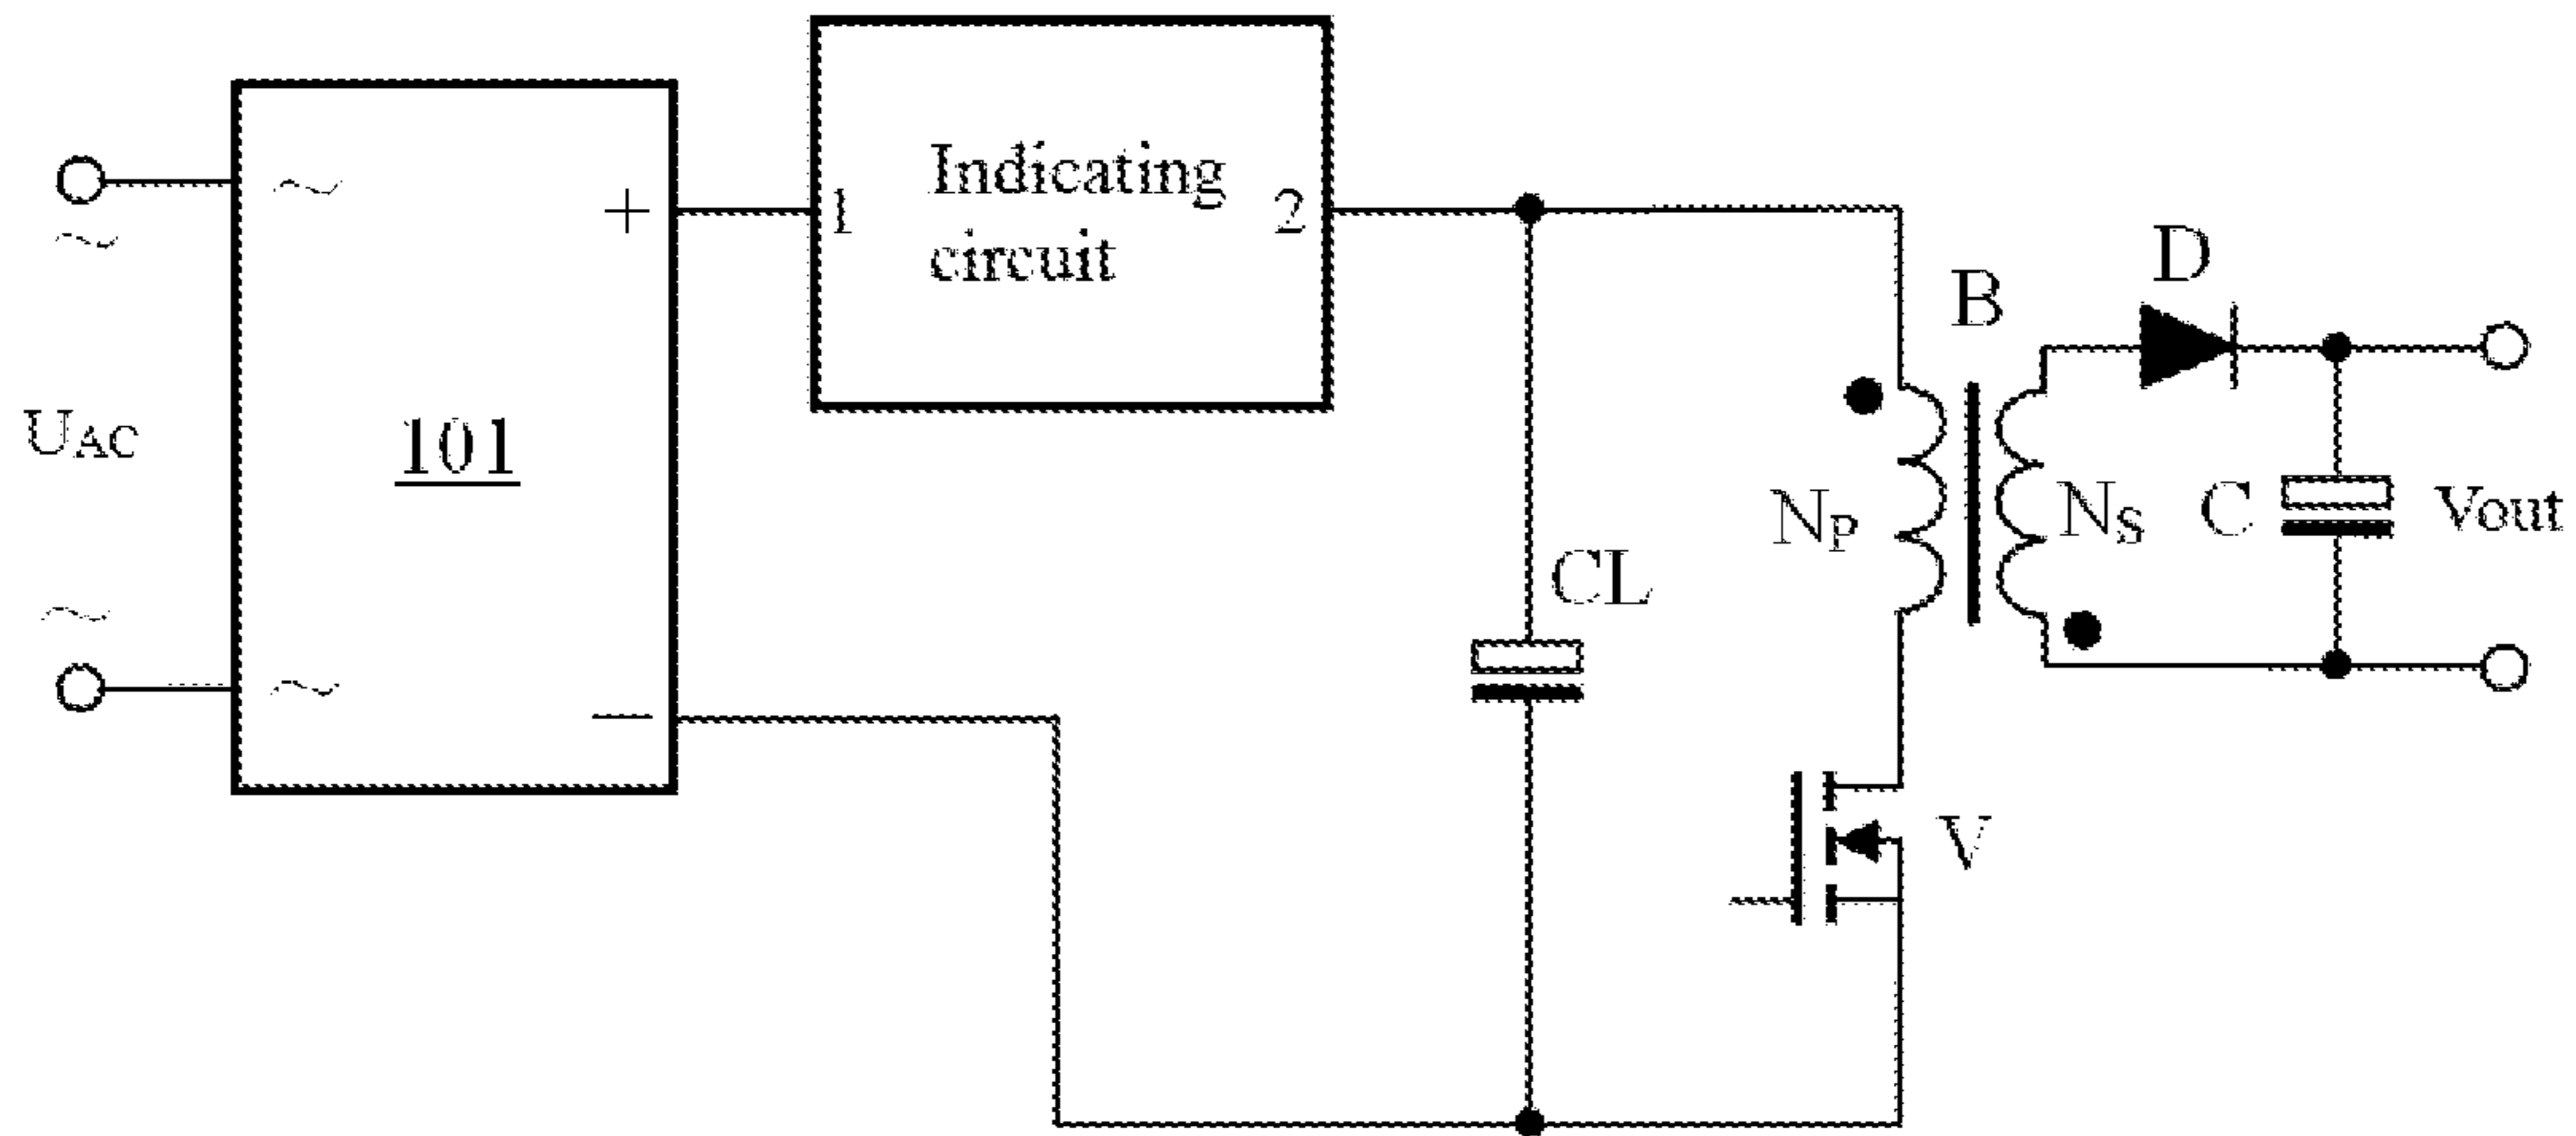 ~
~
UAC
~
~
~
~
101
+
—
1
Indicating
circuit
2
CL
B
NP
NS
D
C
Vout
V